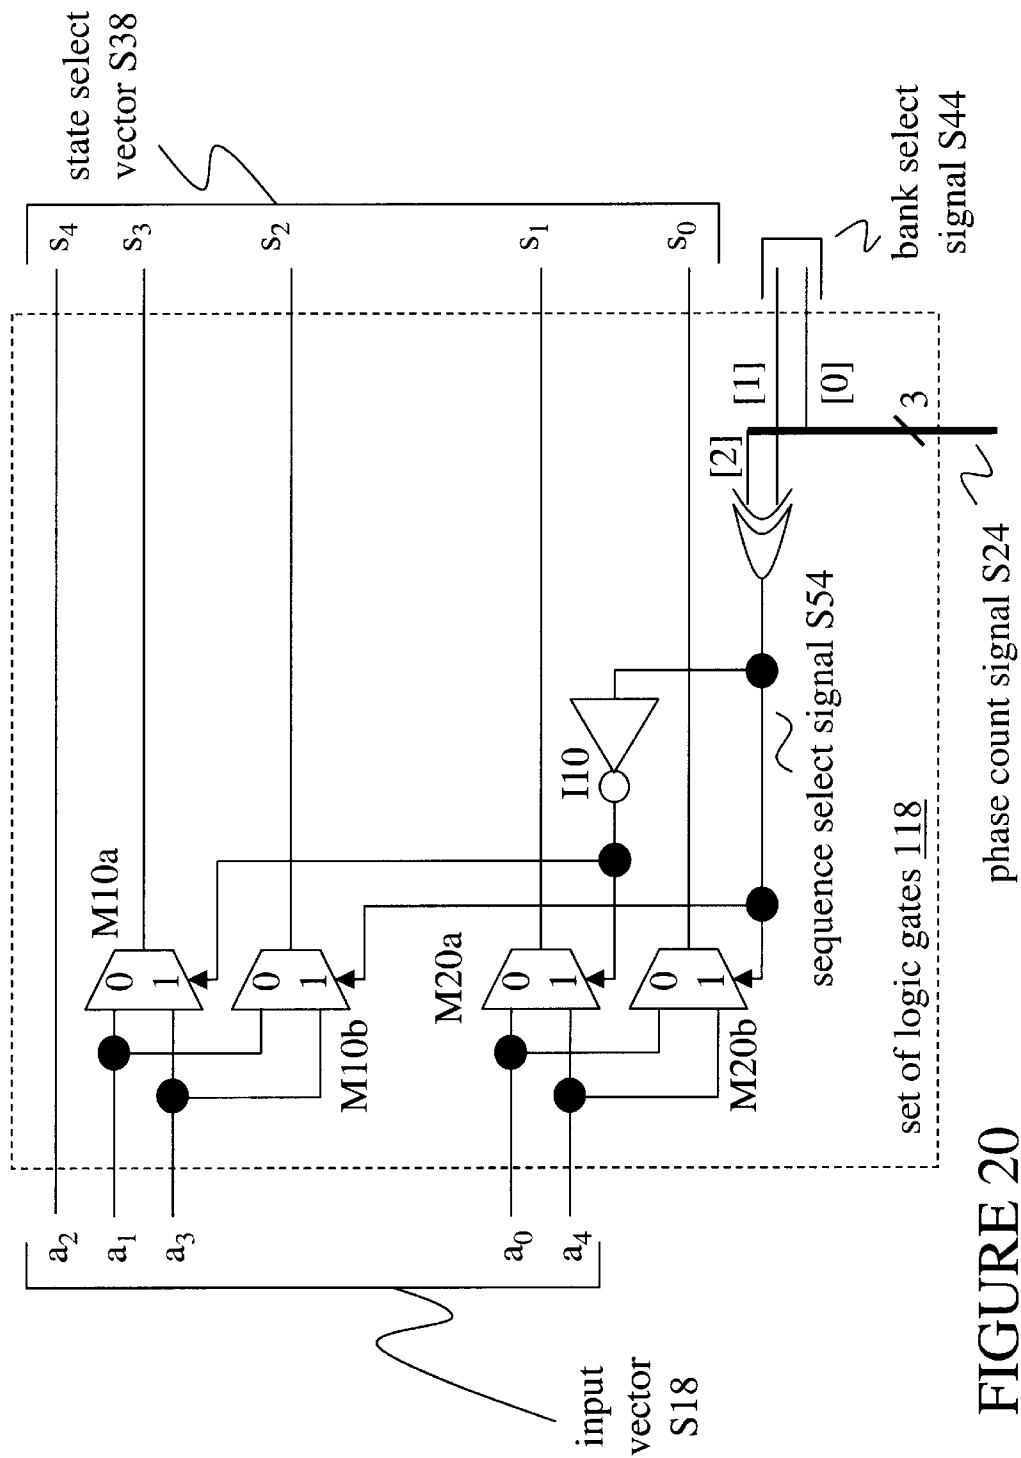 state select
vector S38
s4
s3
s2
s1
s0
bank select
signal S44
[1]
[0]
[2]
3
M10a
0
1
0
1
M10b
M20a
0
1
0
1
M20b
I10
sequence select signal S54
set of logic gates 118
phase count signal S24
a2
a1
a3
a0
a4
input
vector
S18
FIGURE 20